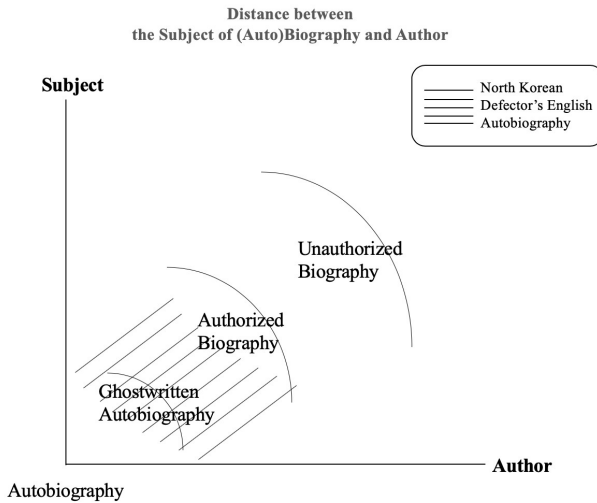 Distance between
the Subject of (Auto)Biography and Author
Subject
North Korean
Defector's English
Autobiography
Unauthorized
Biography
Authorized
Biography
Ghostwritten
Autobiography
Author
Autobiography